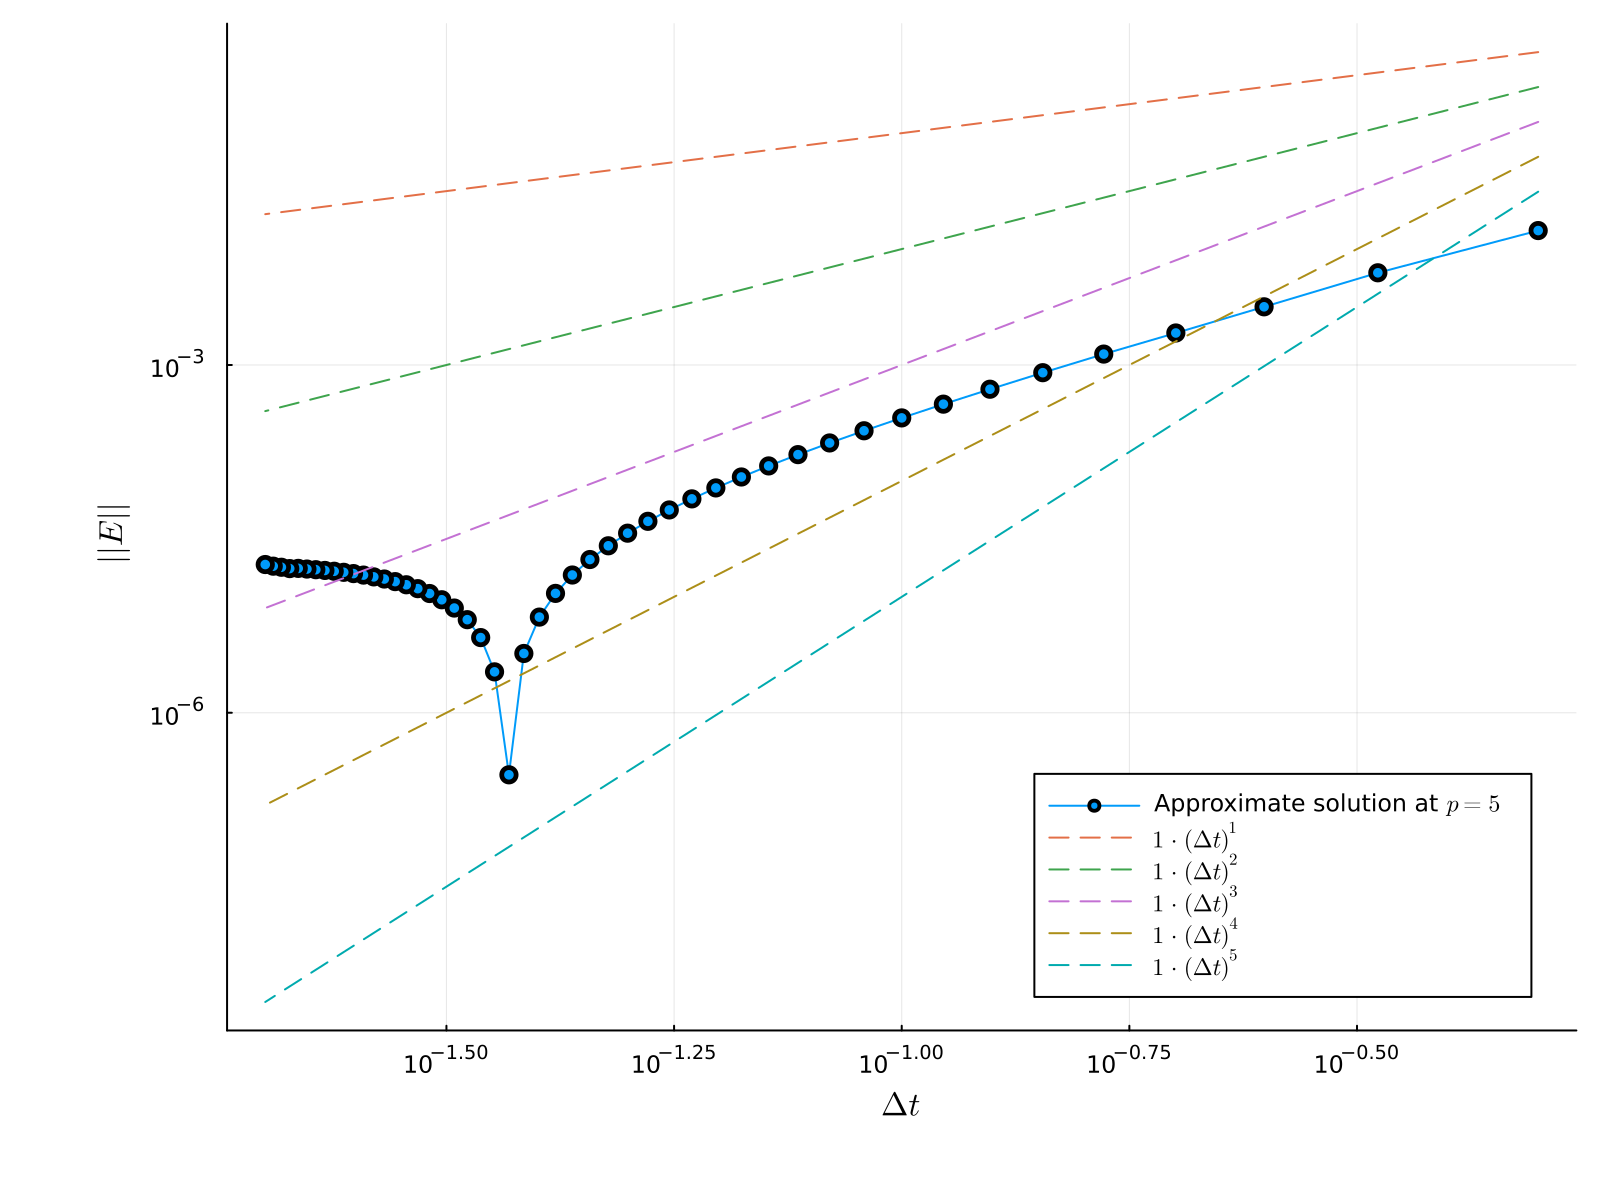 ||E||
10⁻³
10⁻⁶
10⁻¹·⁵⁰ 10⁻¹·²⁵ 10⁻¹·⁰⁰ 10⁻⁰·⁷⁵ 10⁻⁰·⁵⁰
Δt
Approximate solution at p = 5
1 · (Δt)¹
1 · (Δt)²
1 · (Δt)³
1 · (Δt)⁴
1 · (Δt)⁵